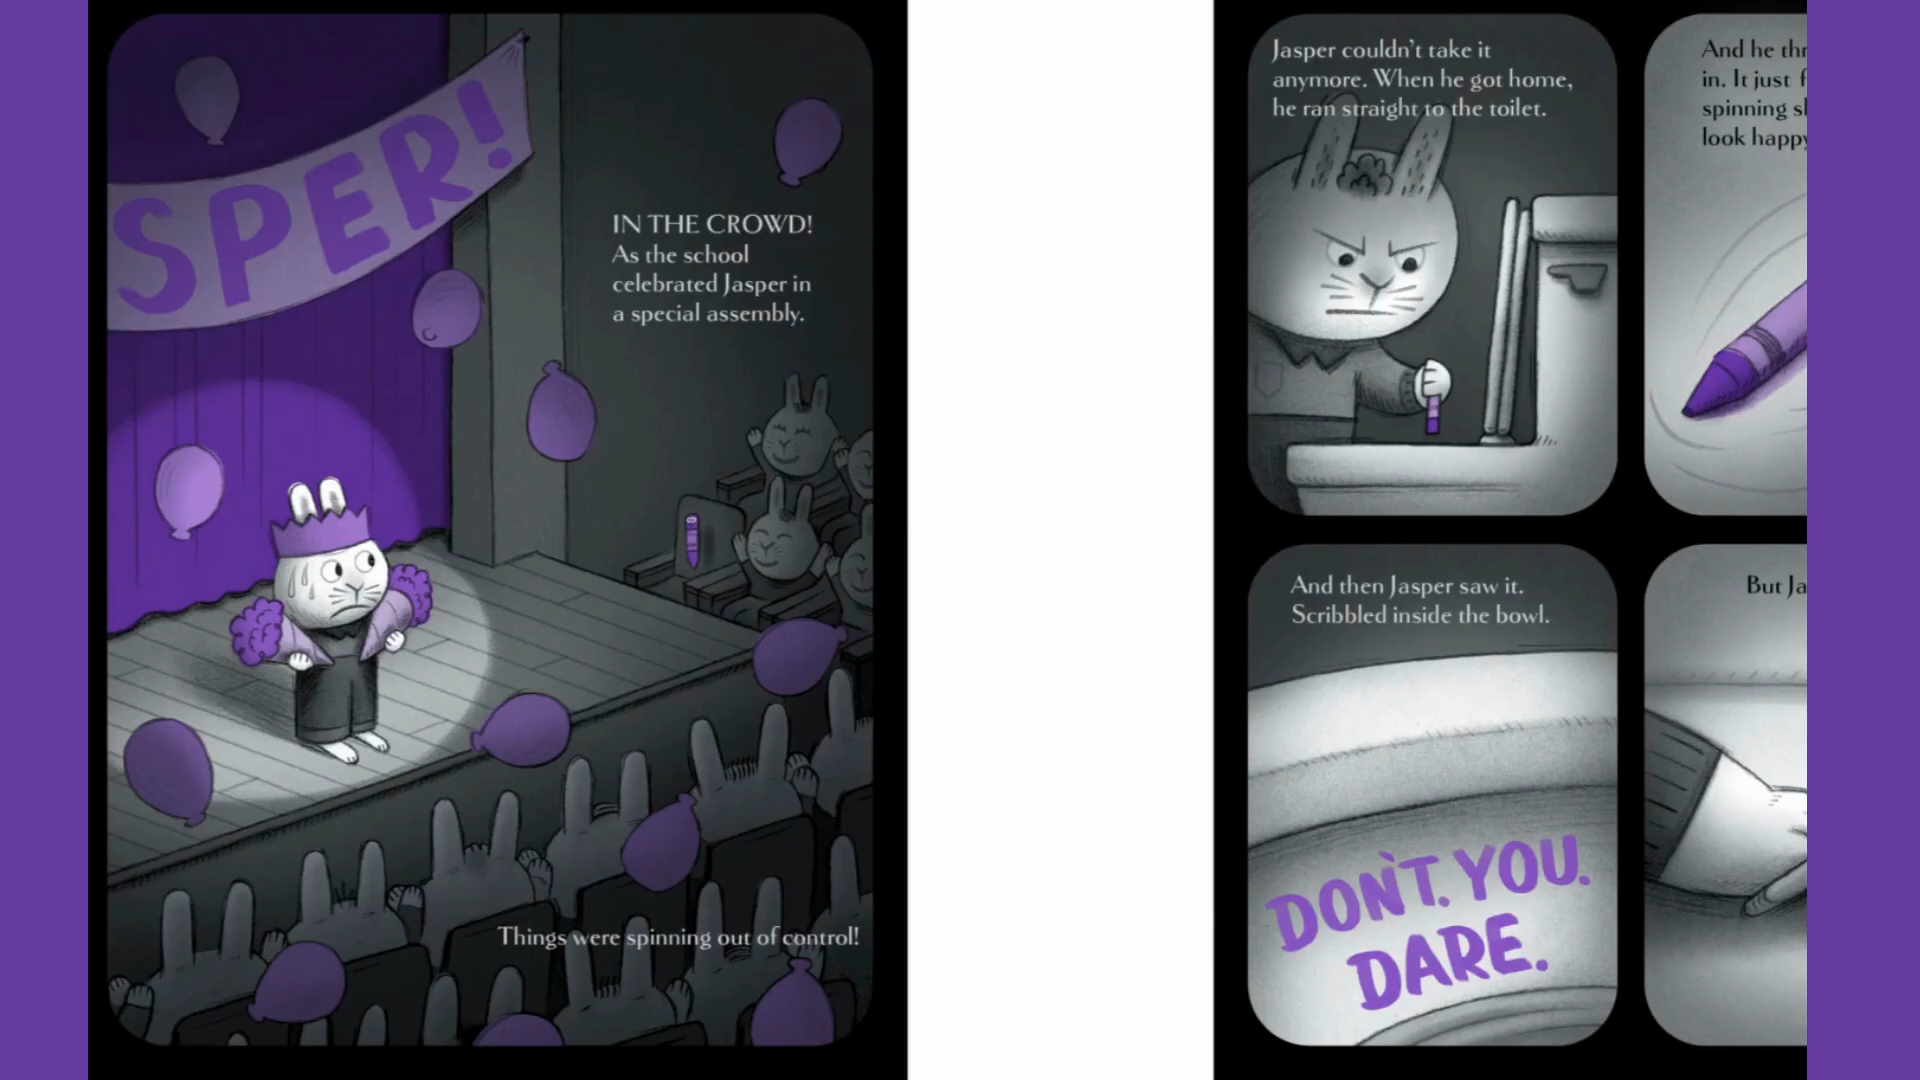 SPER!
IN THE CROWD!
As the school
celebrated Jasper in
a special assembly.
Things were spinning out of control!
Jasper couldn't take it
anymore. When he got home,
he ran straight to the toilet.
And he
in. It just
spinning
look happy
And then Jasper saw it.
Scribbled inside the bowl.
DON'T. YOU.
DARE.
But